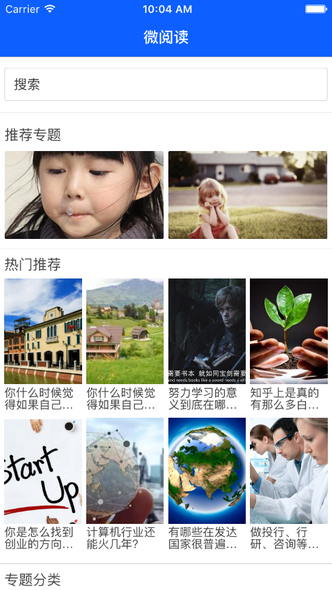 Carrier 10:04 AM
微阅读
搜索
推荐专题
热门推荐
需要书本 就如同宝剑需要
and needs books like a sword needs
你什么时候觉
得如果自己...
你什么时候觉
得如果自己...
努力学习的意
义到底在哪...
知乎上是真的
有那么多白...
Start
Up
你是怎么找到
创业的方向...
计算机行业还
能火几年?
有哪些在发达
国家很普遍...
做投行、行
研、咨询等...
专题分类